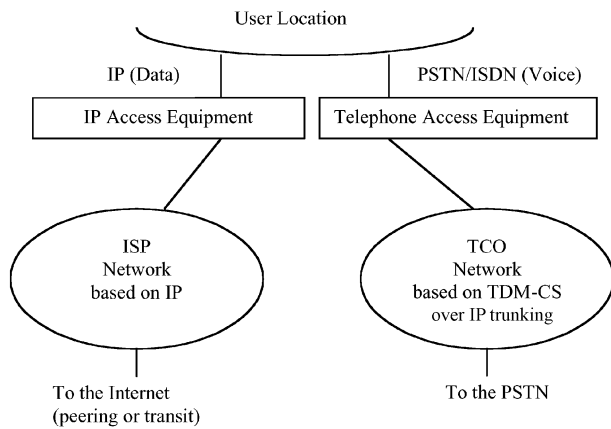 User Location
IP (Data)
PSTN/ISDN (Voice)
IP Access Equipment
Telephone Access Equipment
ISP
Network
based on IP
TCO
Network
based on TDM-CS
over IP trunking
To the Internet
(peering or transit)
To the PSTN